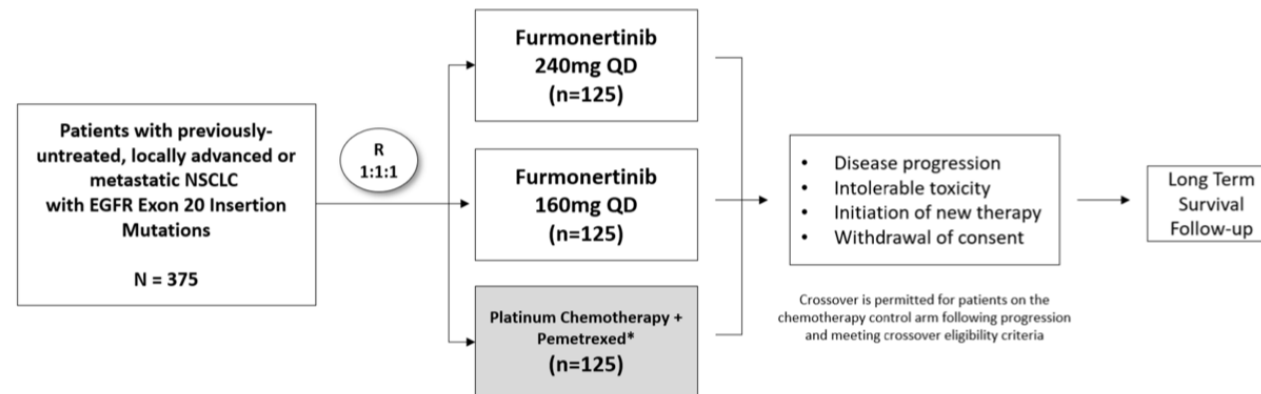 Patients with previously-
untreated, locally advanced or
metastatic NSCLC
with EGFR Exon 20 Insertion
Mutations
N = 375
R
1:1:1
Furmonertinib
240mg QD
(n=125)
Furmonertinib
160mg QD
(n=125)
Platinum Chemotherapy +
Pemetrexed*
(n=125)
• Disease progression
• Intolerable toxicity
• Initiation of new therapy
• Withdrawal of consent
Crossover is permitted for patients on the
chemotherapy control arm following progression
and meeting crossover eligibility criteria
Long Term
Survival
Follow-up